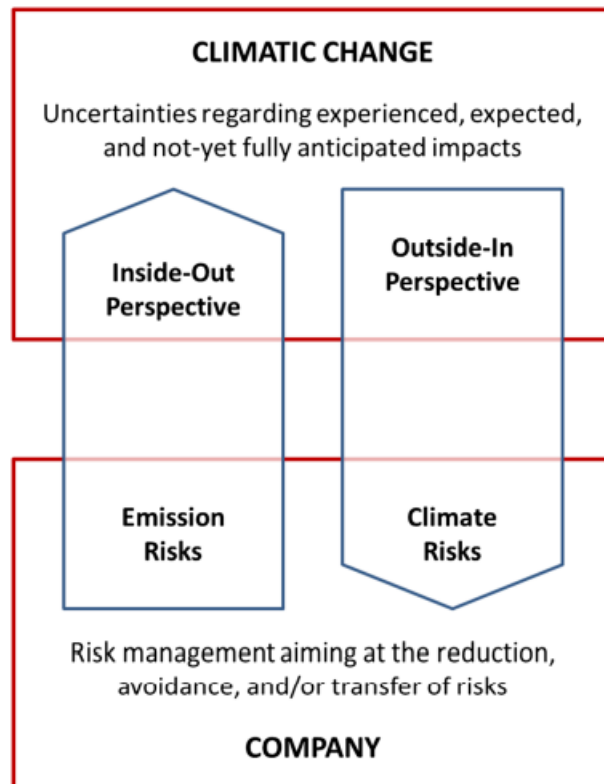 CLIMATIC CHANGE
Uncertainties regarding experienced, expected,
and not-yet fully anticipated impacts
Inside-Out
Perspective
Outside-In
Perspective
Emission
Risks
Climate
Risks
Risk management aiming at the reduction,
avoidance, and/or transfer of risks
COMPANY